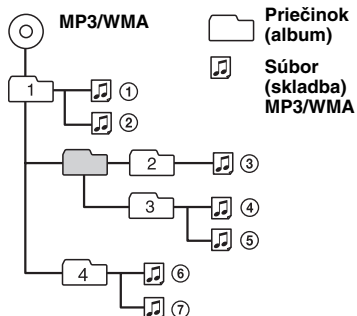 MP3/WMA
Priečinok
(album)
Súbor
(skladba)
MP3/WMA
1
①
②
2
③
3
④
⑤
4
⑥
⑦